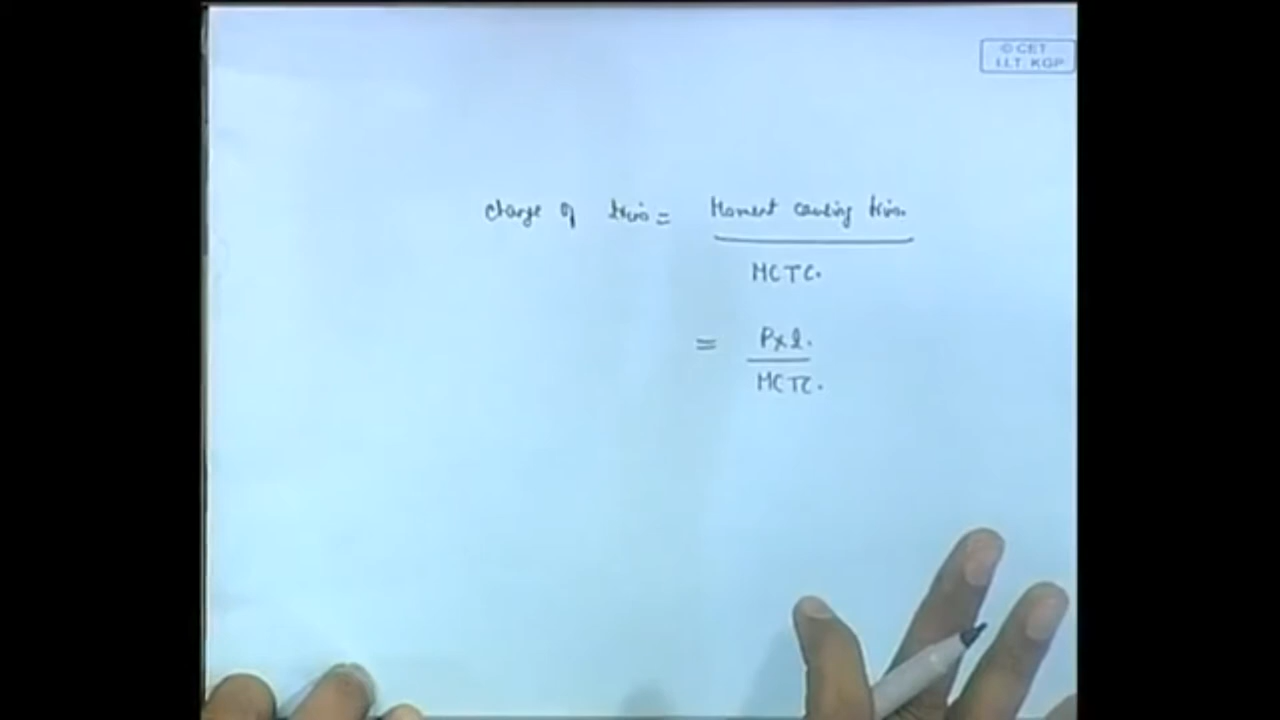 © CET
I.I.T. KGP
Change of trim = Moment causing trim.
MCTC.
= P x l.
MCTC.